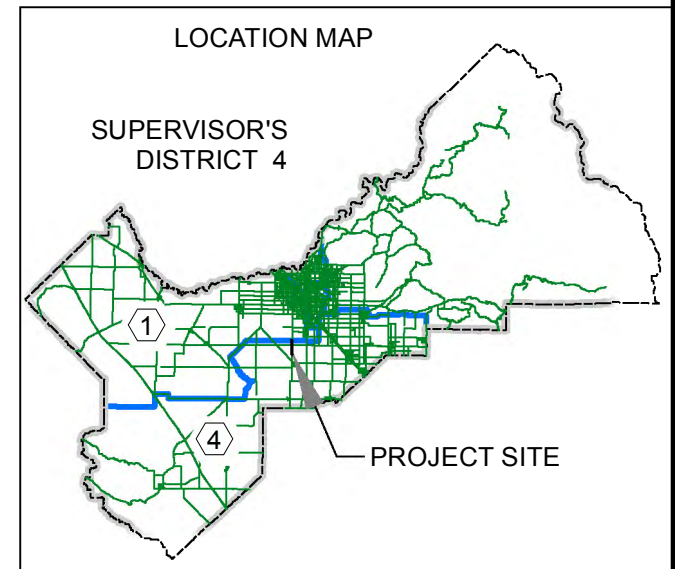 LOCATION MAP
SUPERVISOR'S
DISTRICT 4
1
4
PROJECT SITE